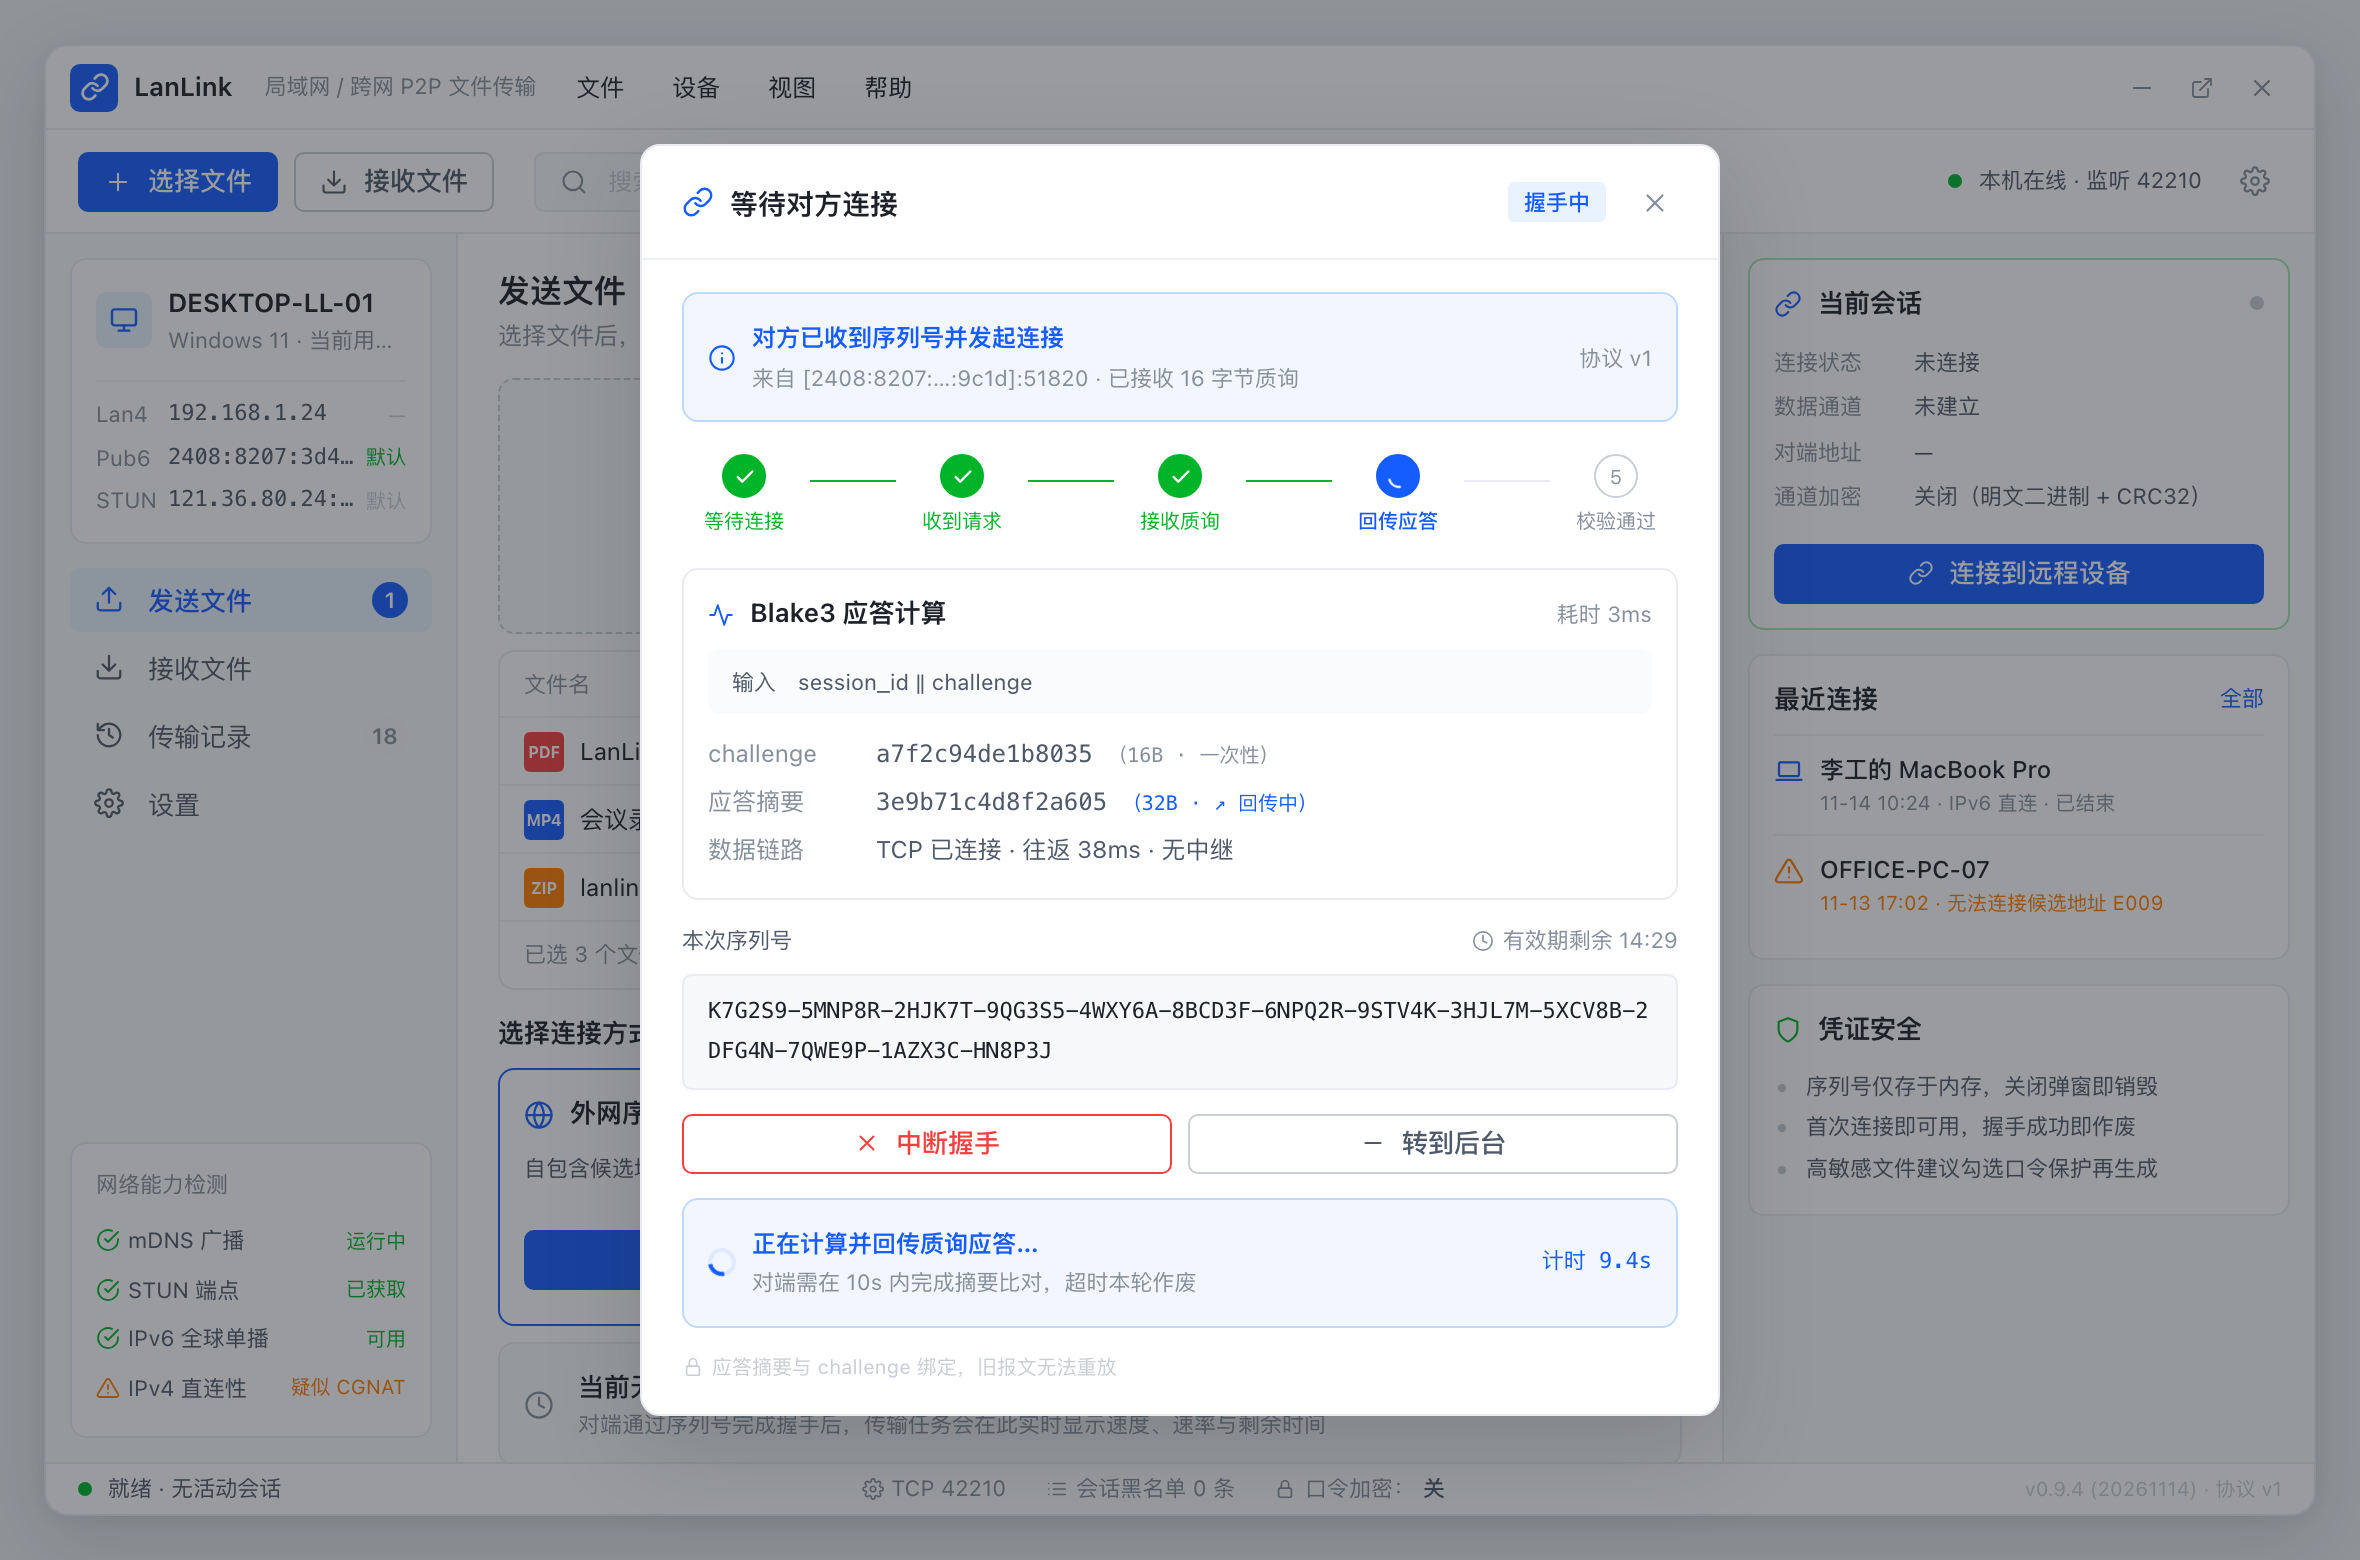 LanLink 局域网 / 跨网 P2P 文件传输 文件 设备 视图 帮助
选择文件 接收文件 本机在线 · 监听 42210
DESKTOP-LL-01
Windows 11 · 当前用...
Lan4 192.168.1.24 —
Pub6 2408:8207:3d4... 默认
STUN 121.36.80.24:... 默认
发送文件 1
接收文件
传输记录 18
设置
网络能力检测
mDNS 广播 运行中
STUN 端点 已获取
IPv6 全球单播 可用
IPv4 直连性 疑似 CGNAT
发送文件
选择文件后，
文件名
PDF LanLi
MP4 会议
ZIP lanlin
已选 3 个文
选择连接方
外网
自包含候选
当前
对端通过序列号完成握手后，传输任务会在此实时显示速度、速率与剩余时间
等待对方连接 握手中
对方已收到序列号并发起连接
来自 [2408:8207:...:9c1d]:51820 · 已接收 16 字节质询
协议 v1
等待连接 收到请求 接收质询 回传应答 5 校验通过
Blake3 应答计算 耗时 3ms
输入 session_id ‖ challenge
challenge a7f2c94de1b8035 (16B · 一次性)
应答摘要 3e9b71c4d8f2a605 (32B · ↗ 回传中)
数据链路 TCP 已连接 · 往返 38ms · 无中继
本次序列号 有效期剩余 14:29
K7G2S9-5MNP8R-2HJK7T-9QG3S5-4WXY6A-8BCD3F-6NPQ2R-9STV4K-3HJL7M-5XCV8B-2
DFG4N-7QWE9P-1AZX3C-HN8P3J
中断握手 转到后台
正在计算并回传质询应答...
对端需在 10s 内完成摘要比对，超时本轮作废
计时 9.4s
应答摘要与 challenge 绑定，旧报文无法重放
当前会话
连接状态 未连接
数据通道 未建立
对端地址 —
通道加密 关闭（明文二进制 + CRC32）
连接到远程设备
最近连接 全部
李工的 MacBook Pro
11-14 10:24 · IPv6 直连 · 已结束
OFFICE-PC-07
11-13 17:02 · 无法连接候选地址 E009
凭证安全
序列号仅存于内存，关闭弹窗即销毁
首次连接即可用，握手成功即作废
高敏感文件建议勾选口令保护再生成
就绪 · 无活动会话 TCP 42210 会话黑名单 0 条 口令加密： 关 v0.9.4 (20261114) · 协议 v1